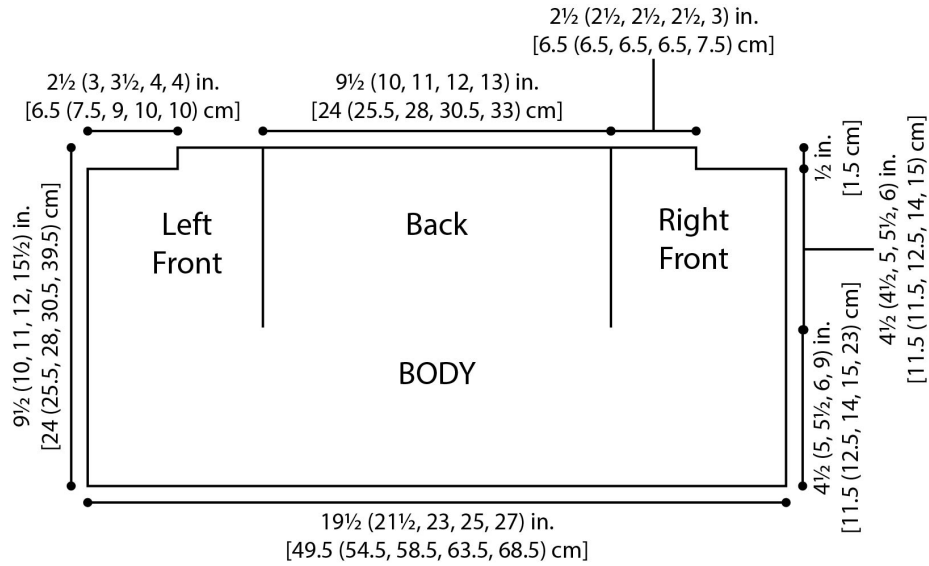 2½ (2½, 2½, 2½, 3) in.
[6.5 (6.5, 6.5, 6.5, 7.5) cm]
2½ (3, 3½, 4, 4) in.
[6.5 (7.5, 9, 10, 10) cm]
9½ (10, 11, 12, 13) in.
[24 (25.5, 28, 30.5, 33) cm]
½ in.
[1.5 cm]
4½ (4½, 5, 5½, 6) in.
[11.5 (11.5, 12.5, 14, 15) cm]
9½ (10, 11, 12, 15½) in.
[24 (25.5, 28, 30.5, 39.5) cm]
Left
Front
Back
Right
Front
BODY
4½ (5, 5½, 6, 9) in.
[11.5 (12.5, 14, 15, 23) cm]
19½ (21½, 23, 25, 27) in.
[49.5 (54.5, 58.5, 63.5, 68.5) cm]